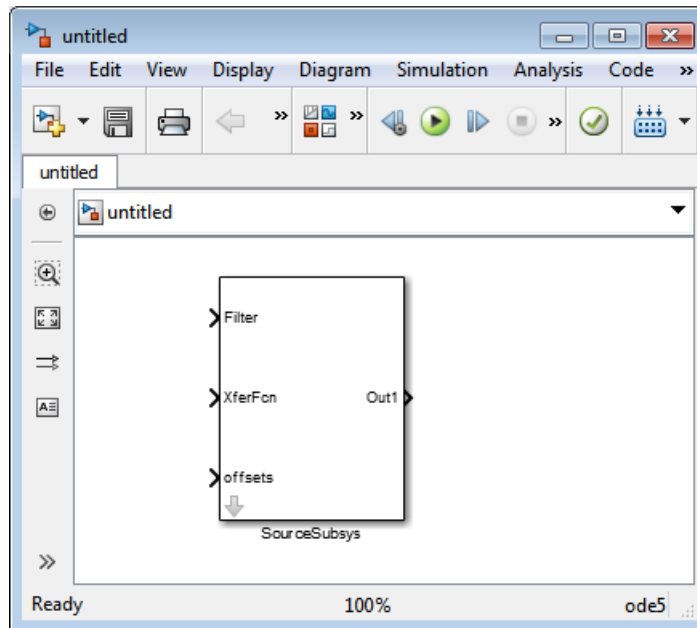 untitled
File Edit View Display Diagram Simulation Analysis Code »
» » »
untitled
untitled
Filter
XferFcn Out1
offsets
SourceSubsys
»
Ready 100% ode5